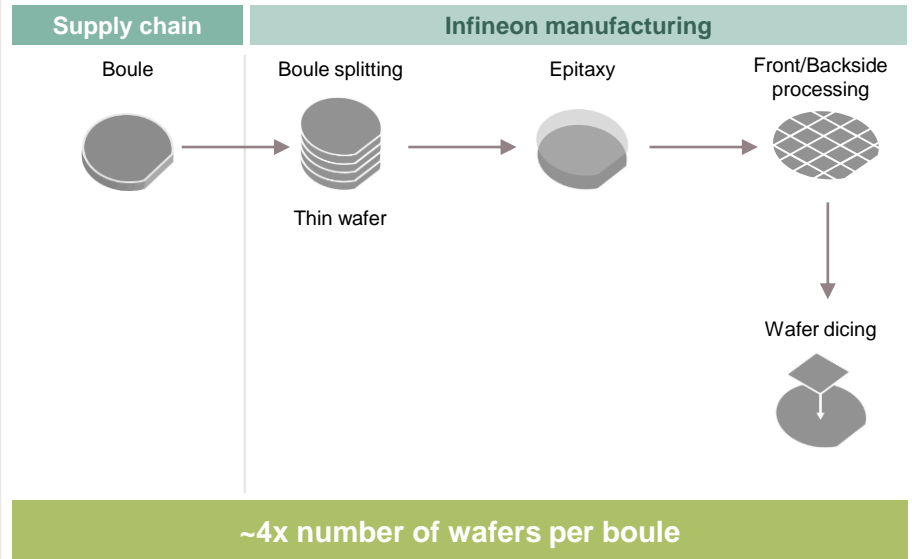 Supply chain
Infineon manufacturing
Boule
Boule splitting
Epitaxy
Front/Backside
processing
Thin wafer
Wafer dicing
~4x number of wafers per boule